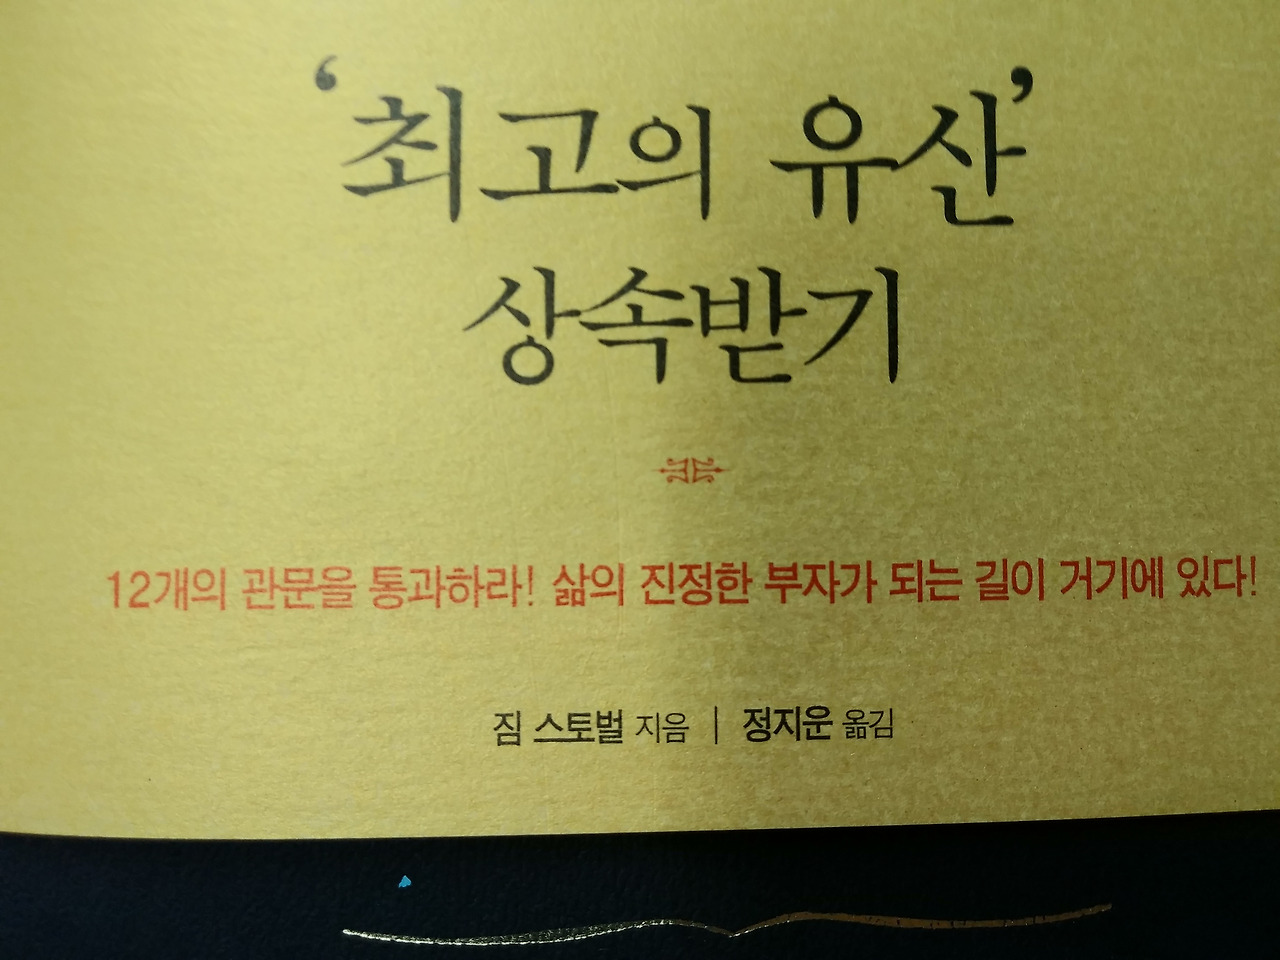 ‘최고의 유산’
상속받기
12개의 관문을 통과하라! 삶의 진정한 부자가 되는 길이 거기에 있다!
짐 스토벌 지음 | 정지운 옮김